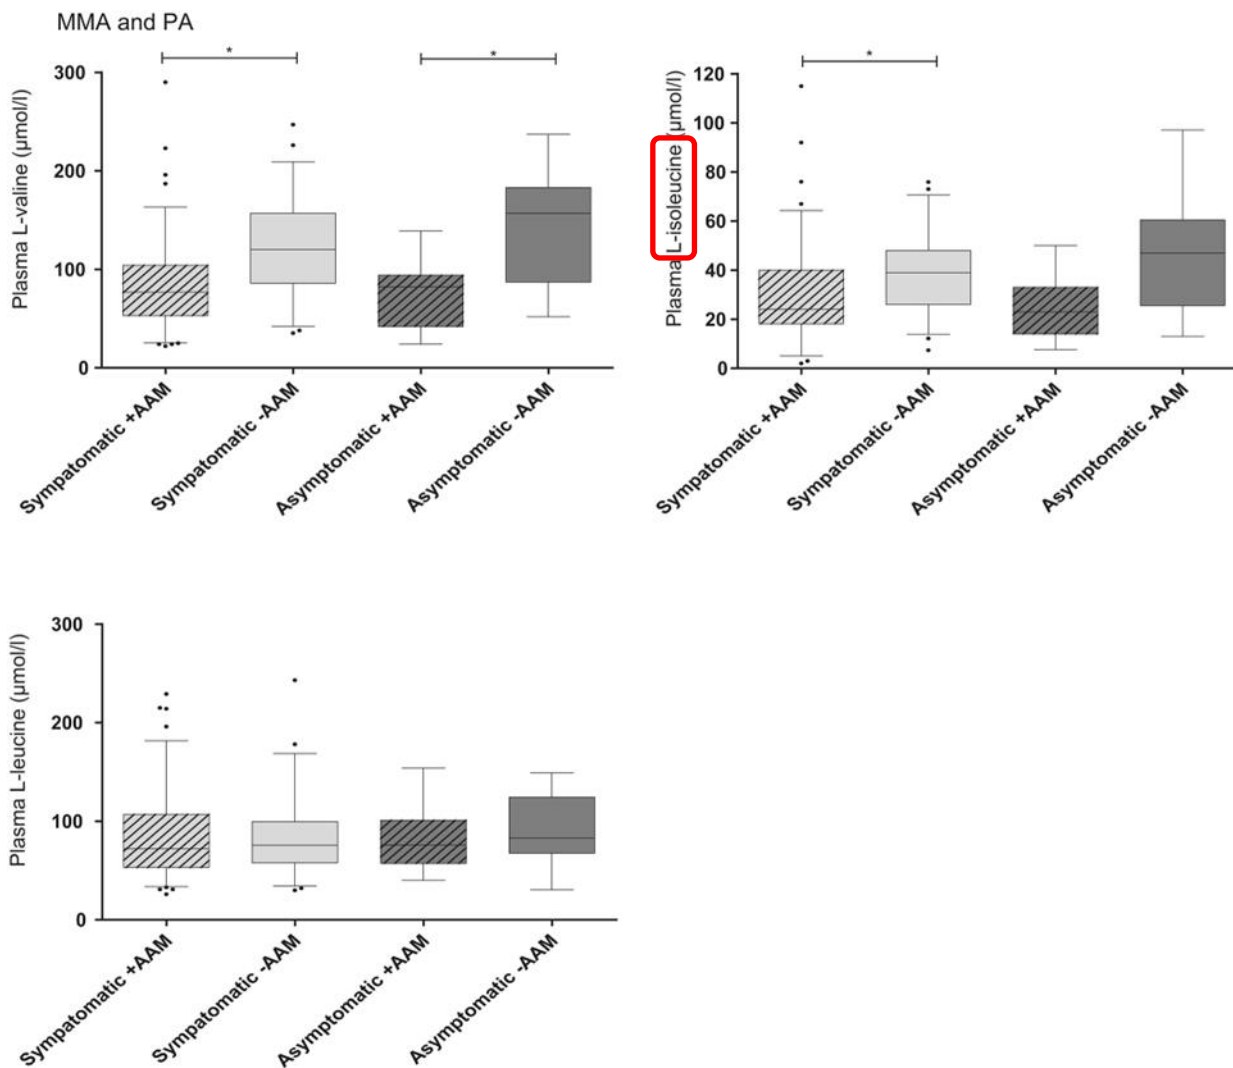 MMA and PA
Plasma L-valine (µmol/l)
300
200
100
0
*
*
Sympatomatic +AAM
Sympatomatic -AAM
Asymptomatic +AAM
Asymptomatic -AAM
Plasma L-isoleucine (µmol/l)
120
100
80
60
40
20
0
*
Sympatomatic +AAM
Sympatomatic -AAM
Asymptomatic +AAM
Asymptomatic -AAM
Plasma L-leucine (µmol/l)
300
200
100
0
Sympatomatic +AAM
Sympatomatic -AAM
Asymptomatic +AAM
Asymptomatic -AAM